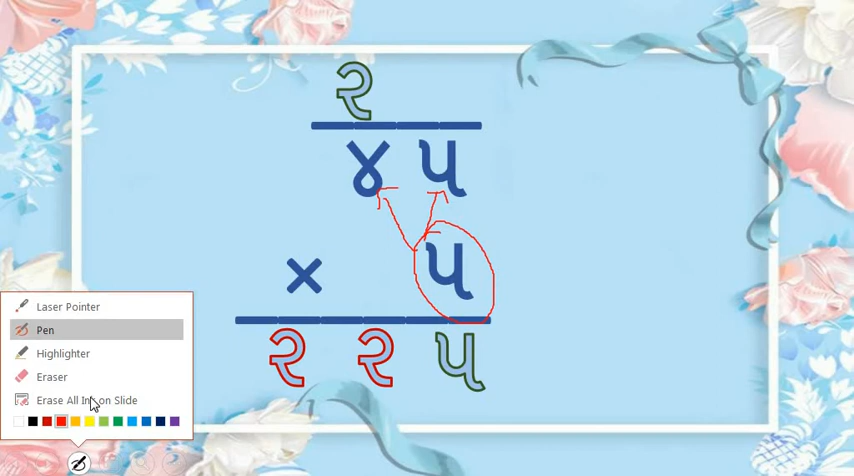 ૨
૪ ૫
× ૫
૨ ૨ ૫
Laser Pointer
Pen
Highlighter
Eraser
Erase All Ink on Slide